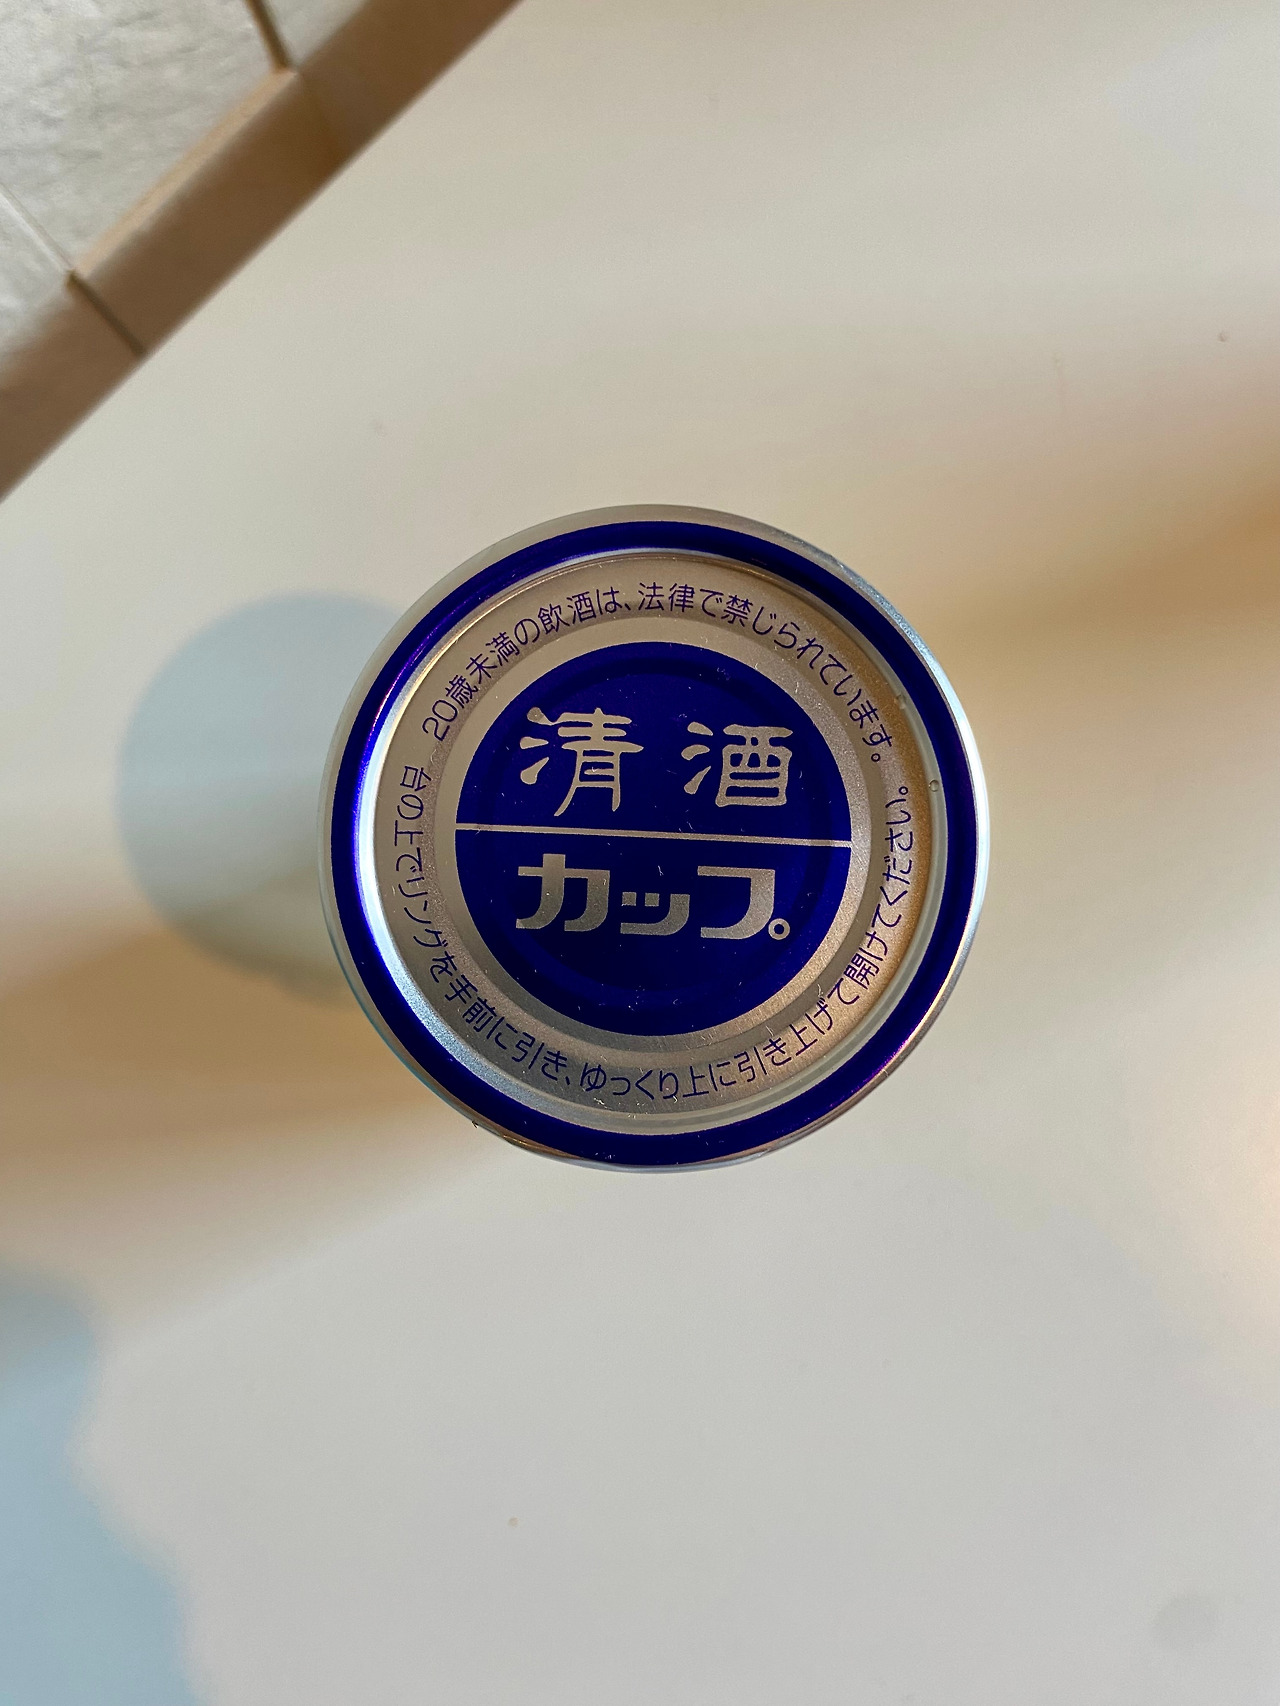 20歳未満の飲酒は、法律で禁じられています。
清酒
カップ。
台の上でリングを手前に引き、ゆっくり上に引き上げて開けてください。